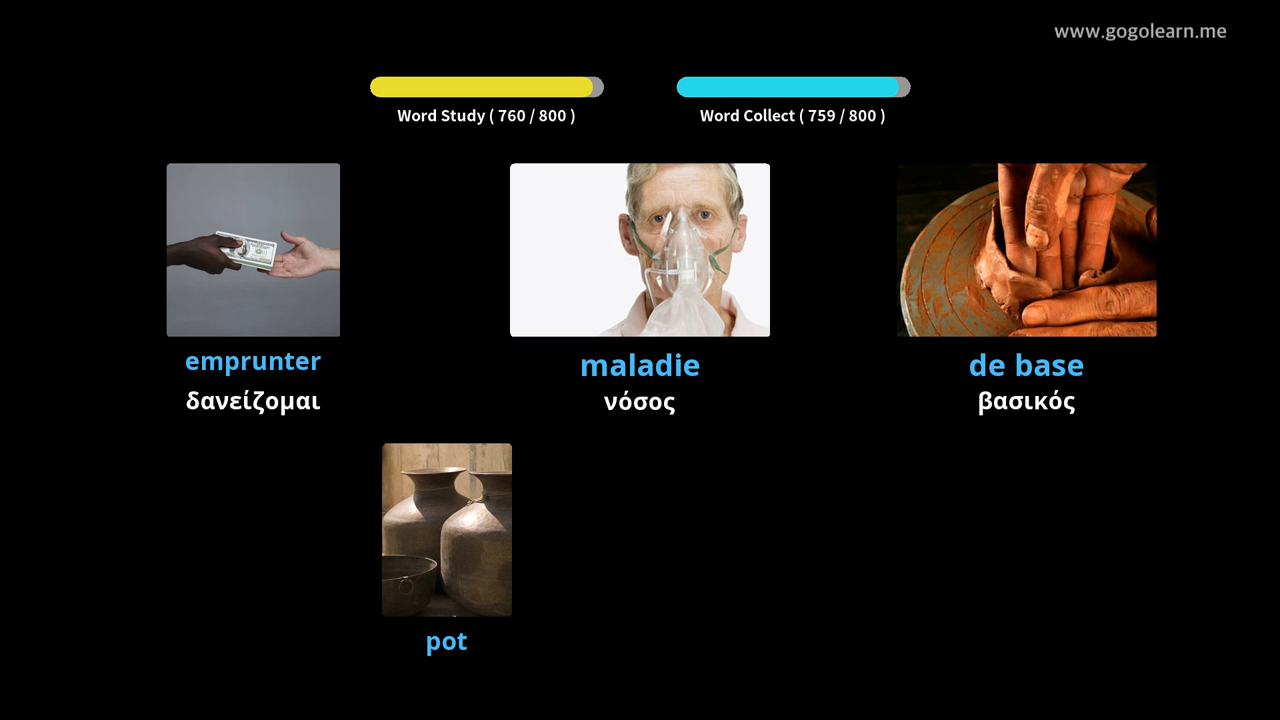 www.gogolearn.me
Word Study ( 760 / 800 )
Word Collect ( 759 / 800 )
emprunter
δανείζομαι
maladie
νόσος
de base
βασικός
pot